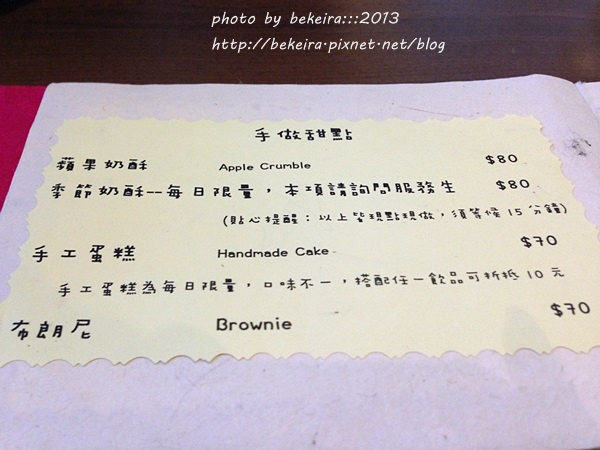 photo by bekeira:::2013
http://bekeira.pixnet.net/blog
手做甜點
蘋果奶酥 Apple Crumble $80
季節奶酥--每日限量，本項請詢問服務生 $80
(貼心提醒：以上皆現點現做，須等候 15 分鐘)
手工蛋糕 Handmade Cake $70
手工蛋糕為每日限量，口味不一，搭配任一飲品可折抵 10 元
布朗尼 Brownie $70